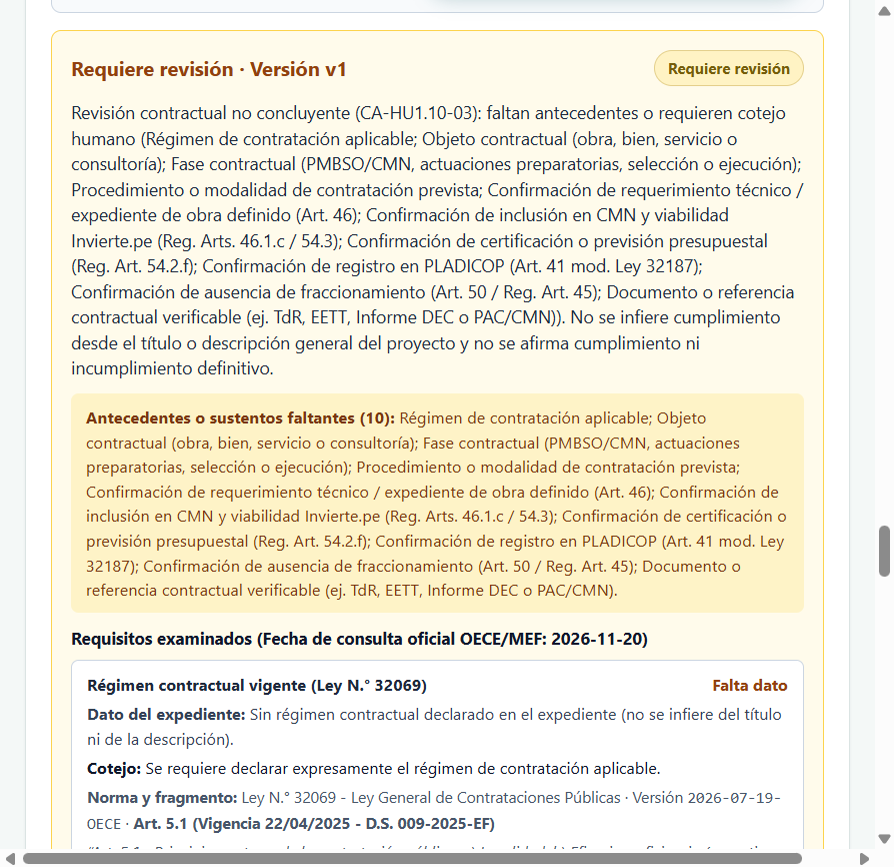 Requiere revisión · Versión v1
Requiere revisión
Revisión contractual no concluyente (CA-HU1.10-03): faltan antecedentes o requieren cotejo
humano (Régimen de contratación aplicable; Objeto contractual (obra, bien, servicio o
consultoría); Fase contractual (PMBSO/CMN, actuaciones preparatorias, selección o ejecución);
Procedimiento o modalidad de contratación prevista; Confirmación de requerimiento técnico /
expediente de obra definido (Art. 46); Confirmación de inclusión en CMN y viabilidad
Invierte.pe (Reg. Arts. 46.1.c / 54.3); Confirmación de certificación o previsión presupuestal
(Reg. Art. 54.2.f); Confirmación de registro en PLADICOP (Art. 41 mod. Ley 32187);
Confirmación de ausencia de fraccionamiento (Art. 50 / Reg. Art. 45); Documento o referencia
contractual verificable (ej. TdR, EETT, Informe DEC o PAC/CMN)). No se infiere cumplimiento
desde el título o descripción general del proyecto y no se afirma cumplimiento ni
incumplimiento definitivo.
Antecedentes o sustentos faltantes (10): Régimen de contratación aplicable; Objeto
contractual (obra, bien, servicio o consultoría); Fase contractual (PMBSO/CMN, actuaciones
preparatorias, selección o ejecución); Procedimiento o modalidad de contratación prevista;
Confirmación de requerimiento técnico / expediente de obra definido (Art. 46); Confirmación de
inclusión en CMN y viabilidad Invierte.pe (Reg. Arts. 46.1.c / 54.3); Confirmación de certificación o
previsión presupuestal (Reg. Art. 54.2.f); Confirmación de registro en PLADICOP (Art. 41 mod. Ley
32187); Confirmación de ausencia de fraccionamiento (Art. 50 / Reg. Art. 45); Documento o
referencia contractual verificable (ej. TdR, EETT, Informe DEC o PAC/CMN).
Requisitos examinados (Fecha de consulta oficial OECE/MEF: 2026-11-20)
Régimen contractual vigente (Ley N.° 32069)
Falta dato
Dato del expediente: Sin régimen contractual declarado en el expediente (no se infiere del título
ni de la descripción).
Cotejo: Se requiere declarar expresamente el régimen de contratación aplicable.
Norma y fragmento: Ley N.° 32069 - Ley General de Contrataciones Públicas · Versión 2026-07-19-
OECE · Art. 5.1 (Vigencia 22/04/2025 - D.S. 009-2025-EF)